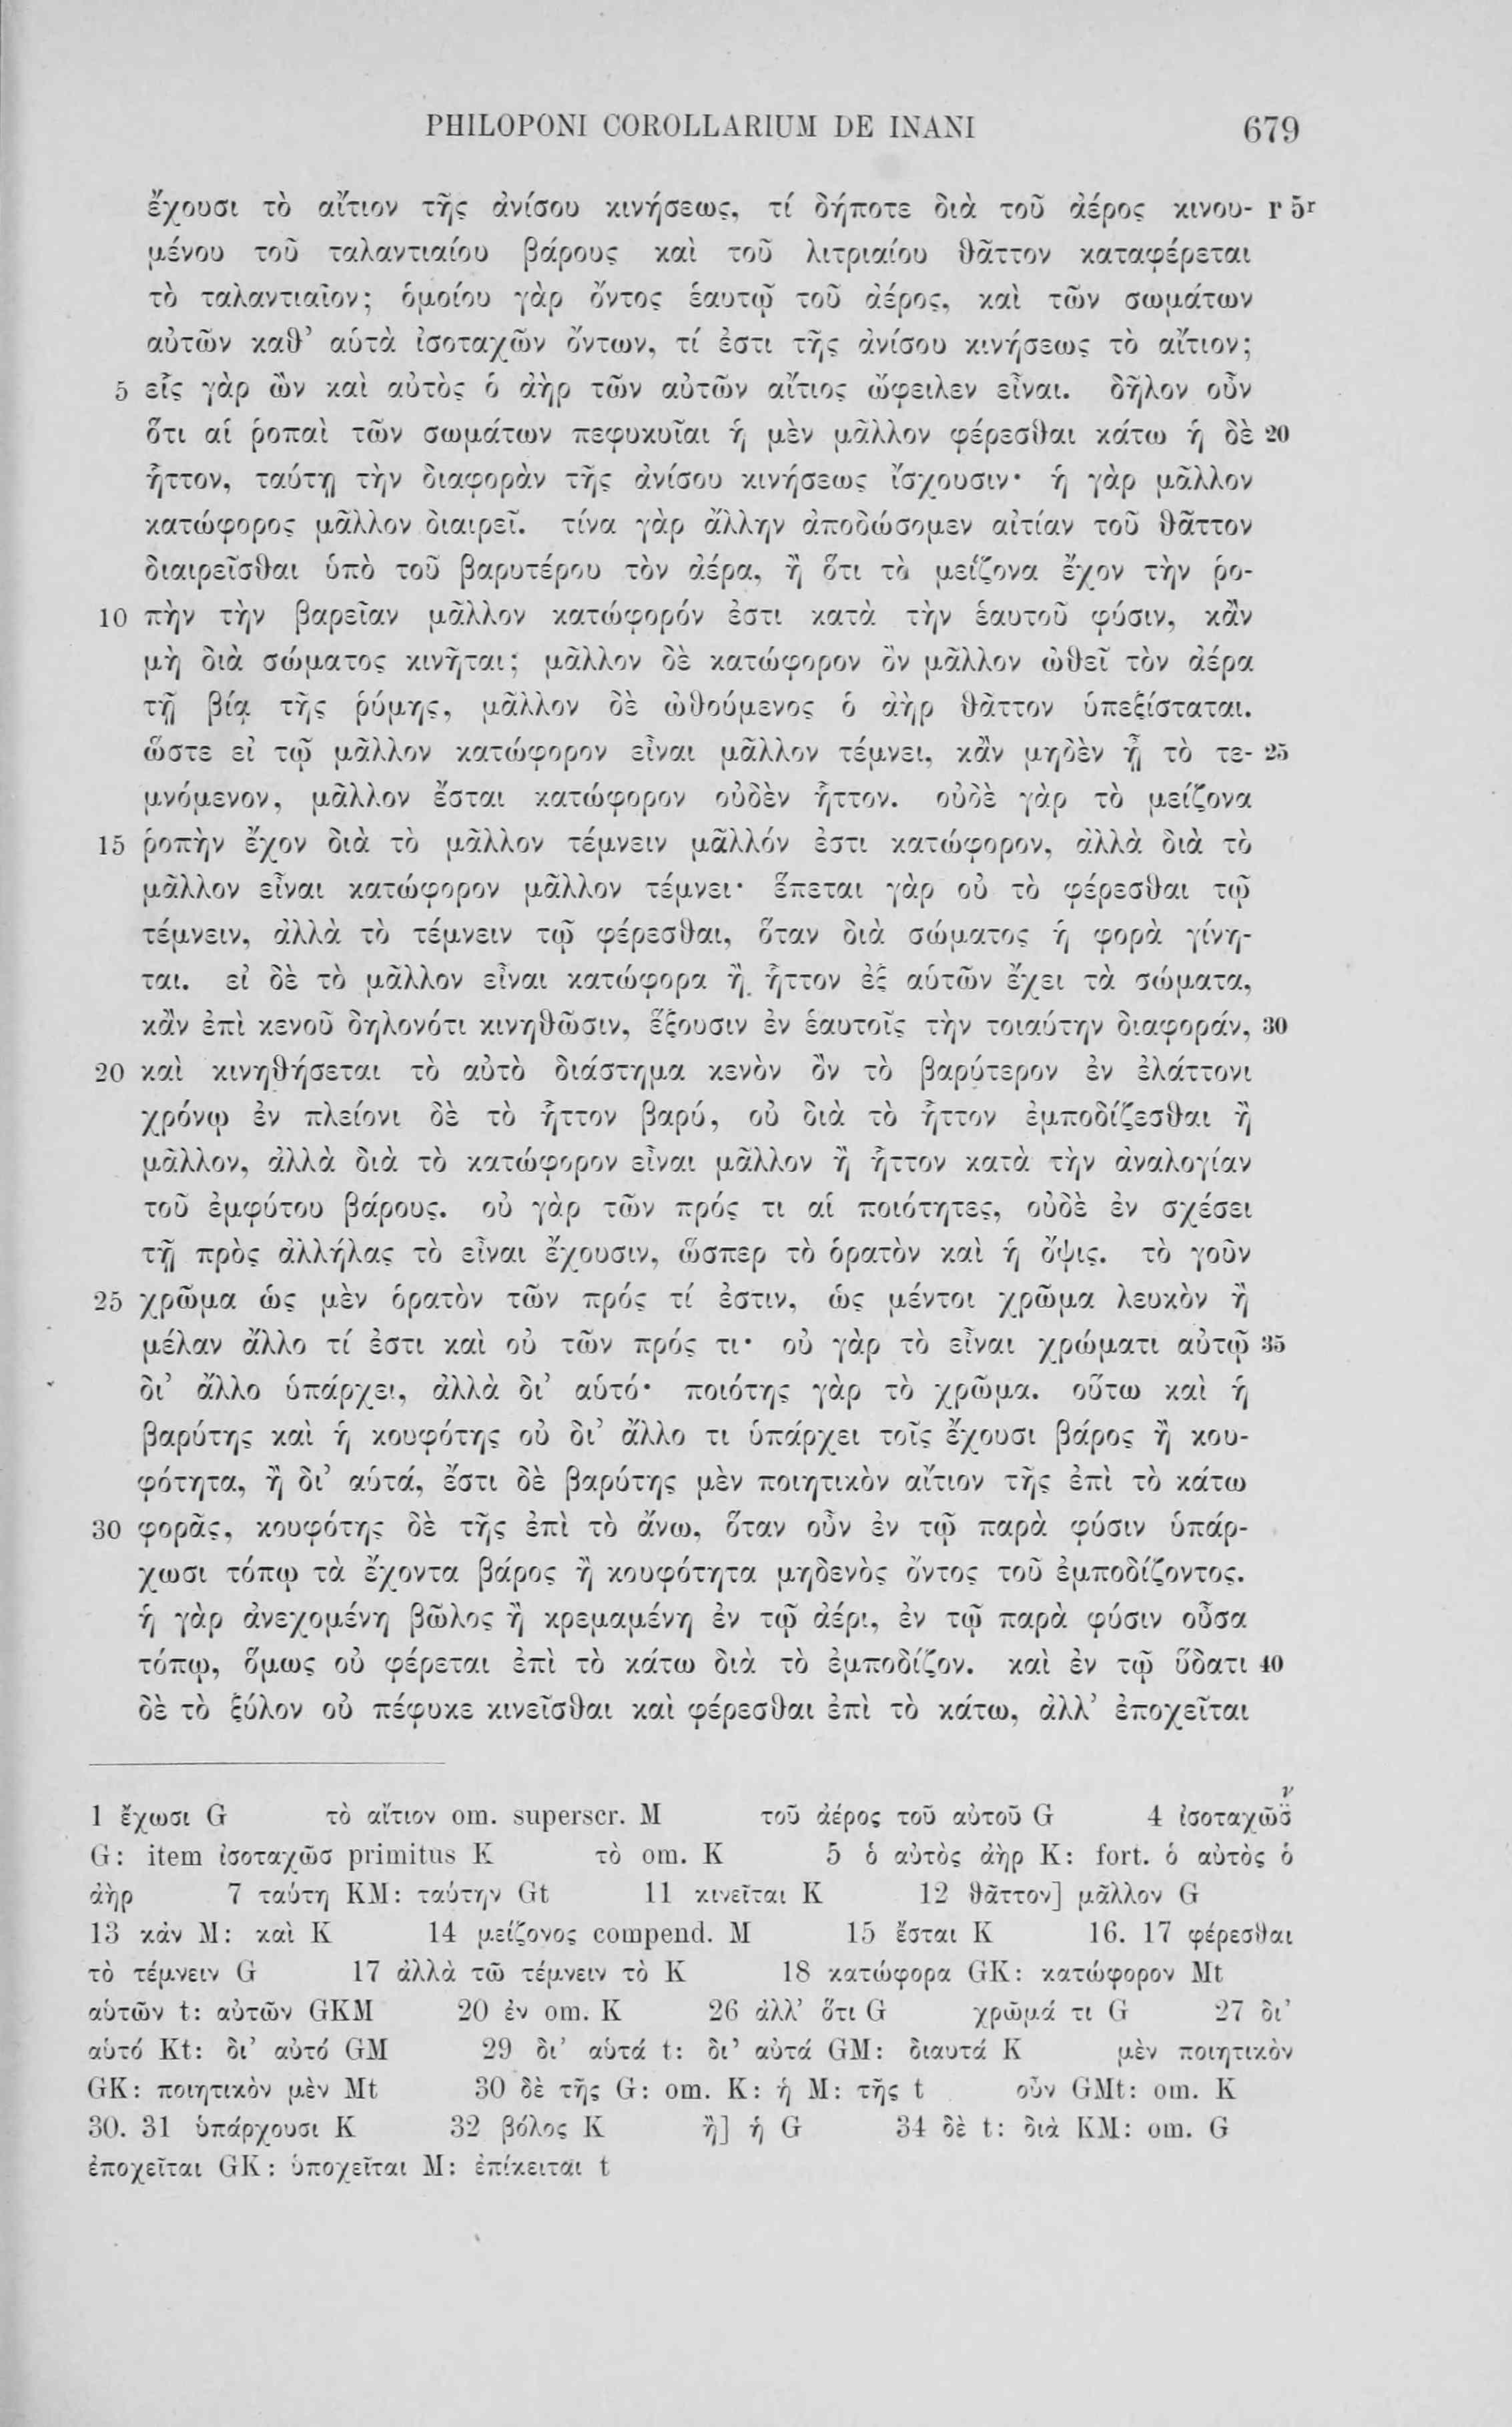 PHILOPONI COROLLARIUM DE INANI 679
ἔχουσι τὸ αἴτιον τῆς ἀνίσου κινήσεως, τί δήποτε διὰ τοῦ ἀέρος κινου- r 5r
μένου τοῦ ταλαντιαίου βάρους καὶ τοῦ λιτριαίου θᾶττον καταφέρεται
τὸ ταλαντιαῖον; ὁμοίου γὰρ ὄντος ἑαυτῷ τοῦ ἀέρος, καὶ τῶν σωμάτων
αὐτῶν καθ’ αὑτὰ ἰσοταχῶν ὄντων, τί ἐστι τῆς ἀνίσου κινήσεως τὸ αἴτιον;
5 εἷς γὰρ ὢν καὶ αὐτὸς ὁ ἀὴρ τῶν αὐτῶν αἴτιος ὤφειλεν εἶναι. δῆλον οὖν
ὅτι αἱ ῥοπαὶ τῶν σωμάτων πεφυκυῖαι ἡ μὲν μᾶλλον φέρεσθαι κάτω ἡ δὲ 20
ἧττον, ταύτῃ τὴν διαφορὰν τῆς ἀνίσου κινήσεως ἴσχουσιν· ἡ γὰρ μᾶλλον
κατώφορος μᾶλλον διαιρεῖ. τίνα γὰρ ἄλλην ἀποδώσομεν αἰτίαν τοῦ θᾶττον
διαιρεῖσθαι ὑπὸ τοῦ βαρυτέρου τὸν ἀέρα, ἢ ὅτι τὸ μείζονα ἔχον τὴν ῥο-
10 πὴν τὴν βαρεῖαν μᾶλλον κατώφορόν ἐστι κατὰ τὴν ἑαυτοῦ φύσιν, κἂν
μὴ διὰ σώματος κινῆται; μᾶλλον δὲ κατώφορον ὂν μᾶλλον ὠθεῖ τὸν ἀέρα
τῇ βίᾳ τῆς ῥύμης, μᾶλλον δὲ ὠθούμενος ὁ ἀὴρ θᾶττον ὑπεξίσταται.
ὥστε εἰ τῷ μᾶλλον κατώφορον εἶναι μᾶλλον τέμνει, κἂν μηδὲν ᾖ τὸ τε- 25
μνόμενον, μᾶλλον ἔσται κατώφορον οὐδὲν ἧττον. οὐδὲ γὰρ τὸ μείζονα
15 ῥοπὴν ἔχον διὰ τὸ μᾶλλον τέμνειν μᾶλλόν ἐστι κατώφορον, ἀλλὰ διὰ τὸ
μᾶλλον εἶναι κατώφορον μᾶλλον τέμνει· ἕπεται γὰρ οὐ τὸ φέρεσθαι τῷ
τέμνειν, ἀλλὰ τὸ τέμνειν τῷ φέρεσθαι, ὅταν διὰ σώματος ἡ φορὰ γίνη-
ται. εἰ δὲ τὸ μᾶλλον εἶναι κατώφορα ἢ ἧττον ἐξ αὑτῶν ἔχει τὰ σώματα,
κἂν ἐπὶ κενοῦ δηλονότι κινηθῶσιν, ἕξουσιν ἐν ἑαυτοῖς τὴν τοιαύτην διαφοράν, 30
20 καὶ κινηθήσεται τὸ αὐτὸ διάστημα κενὸν ὂν τὸ βαρύτερον ἐν ἐλάττονι
χρόνῳ ἐν πλείονι δὲ τὸ ἧττον βαρύ, οὐ διὰ τὸ ἧττον ἐμποδίζεσθαι ἢ
μᾶλλον, ἀλλὰ διὰ τὸ κατώφορον εἶναι μᾶλλον ἢ ἧττον κατὰ τὴν ἀναλογίαν
τοῦ ἐμφύτου βάρους. οὐ γὰρ τῶν πρός τι αἱ ποιότητες, οὐδὲ ἐν σχέσει
τῇ πρὸς ἀλλήλας τὸ εἶναι ἔχουσιν, ὥσπερ τὸ ὁρατὸν καὶ ἡ ὄψις. τὸ γοῦν
25 χρῶμα ὡς μὲν ὁρατὸν τῶν πρός τί ἐστιν, ὡς μέντοι χρῶμα λευκὸν ἢ
μέλαν ἄλλο τί ἐστι καὶ οὐ τῶν πρός τι· οὐ γὰρ τὸ εἶναι χρώματι αὐτῷ 35
δι’ ἄλλο ὑπάρχει, ἀλλὰ δι’ αὑτό· ποιότης γὰρ τὸ χρῶμα. οὕτω καὶ ἡ
βαρύτης καὶ ἡ κουφότης οὐ δι’ ἄλλο τι ὑπάρχει τοῖς ἔχουσι βάρος ἢ κου-
φότητα, ἢ δι’ αὑτά, ἔστι δὲ βαρύτης μὲν ποιητικὸν αἴτιον τῆς ἐπὶ τὸ κάτω
30 φορᾶς, κουφότης δὲ τῆς ἐπὶ τὸ ἄνω, ὅταν οὖν ἐν τῷ παρὰ φύσιν ὑπάρ-
χωσι τόπῳ τὰ ἔχοντα βάρος ἢ κουφότητα μηδενὸς ὄντος τοῦ ἐμποδίζοντος.
ἡ γὰρ ἀνεχομένη βῶλος ἢ κρεμαμένη ἐν τῷ ἀέρι, ἐν τῷ παρὰ φύσιν οὖσα
τόπῳ, ὅμως οὐ φέρεται ἐπὶ τὸ κάτω διὰ τὸ ἐμποδίζον. καὶ ἐν τῷ ὕδατι 40
δὲ τὸ ξύλον οὐ πέφυκε κινεῖσθαι καὶ φέρεσθαι ἐπὶ τὸ κάτω, ἀλλ’ ἐποχεῖται
1 ἔχωσι G τὸ αἴτιον om. superscr. M τοῦ ἀέρος τοῦ αὐτοῦ G 4 ἰσοταχῶσ̈ν
G: item ἰσοταχῶσ primitus K τὸ om. K 5 ὁ αὐτὸς ἀὴρ K: fort. ὁ αὐτὸς ὁ
ἀὴρ 7 ταύτῃ KM: ταύτην Gt 11 κινεῖται K 12 θᾶττον] μᾶλλον G
13 κἀν M: καὶ K 14 μείζονος compend. M 15 ἔσται K 16. 17 φέρεσθαι
τὸ τέμνειν G 17 ἀλλὰ τῶ τέμνειν τὸ K 18 κατώφορα GK: κατώφορον Mt
αὑτῶν t: αὐτῶν GKM 20 ἐν om. K 26 ἀλλ’ ὅτι G χρῶμά τι G 27 δι’
αὑτό Kt: δι’ αὐτό GM 29 δι’ αὑτά t: δι’ αὐτά GM: διαυτά K μὲν ποιητικὸν
GK: ποιητικὸν μὲν Mt 30 δὲ τῆς G: om. K: ἡ M: τῆς t οὖν GMt: om. K
30. 31 ὑπάρχουσι K 32 βόλος K ἢ] ἡ G 34 δὲ t: διὰ KM: om. G
ἐποχεῖται GK: ὑποχεῖται M: ἐπίκειται t